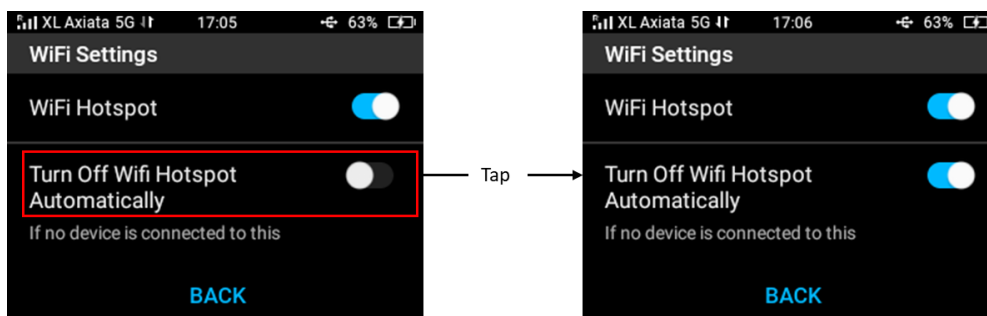 XL Axiata 5G 17:05 63%
WiFi Settings
WiFi Hotspot
Turn Off Wifi Hotspot
Automatically
If no device is connected to this
BACK
Tap
R XL Axiata 5G 17:06 63%
WiFi Settings
WiFi Hotspot
Turn Off Wifi Hotspot
Automatically
If no device is connected to this
BACK